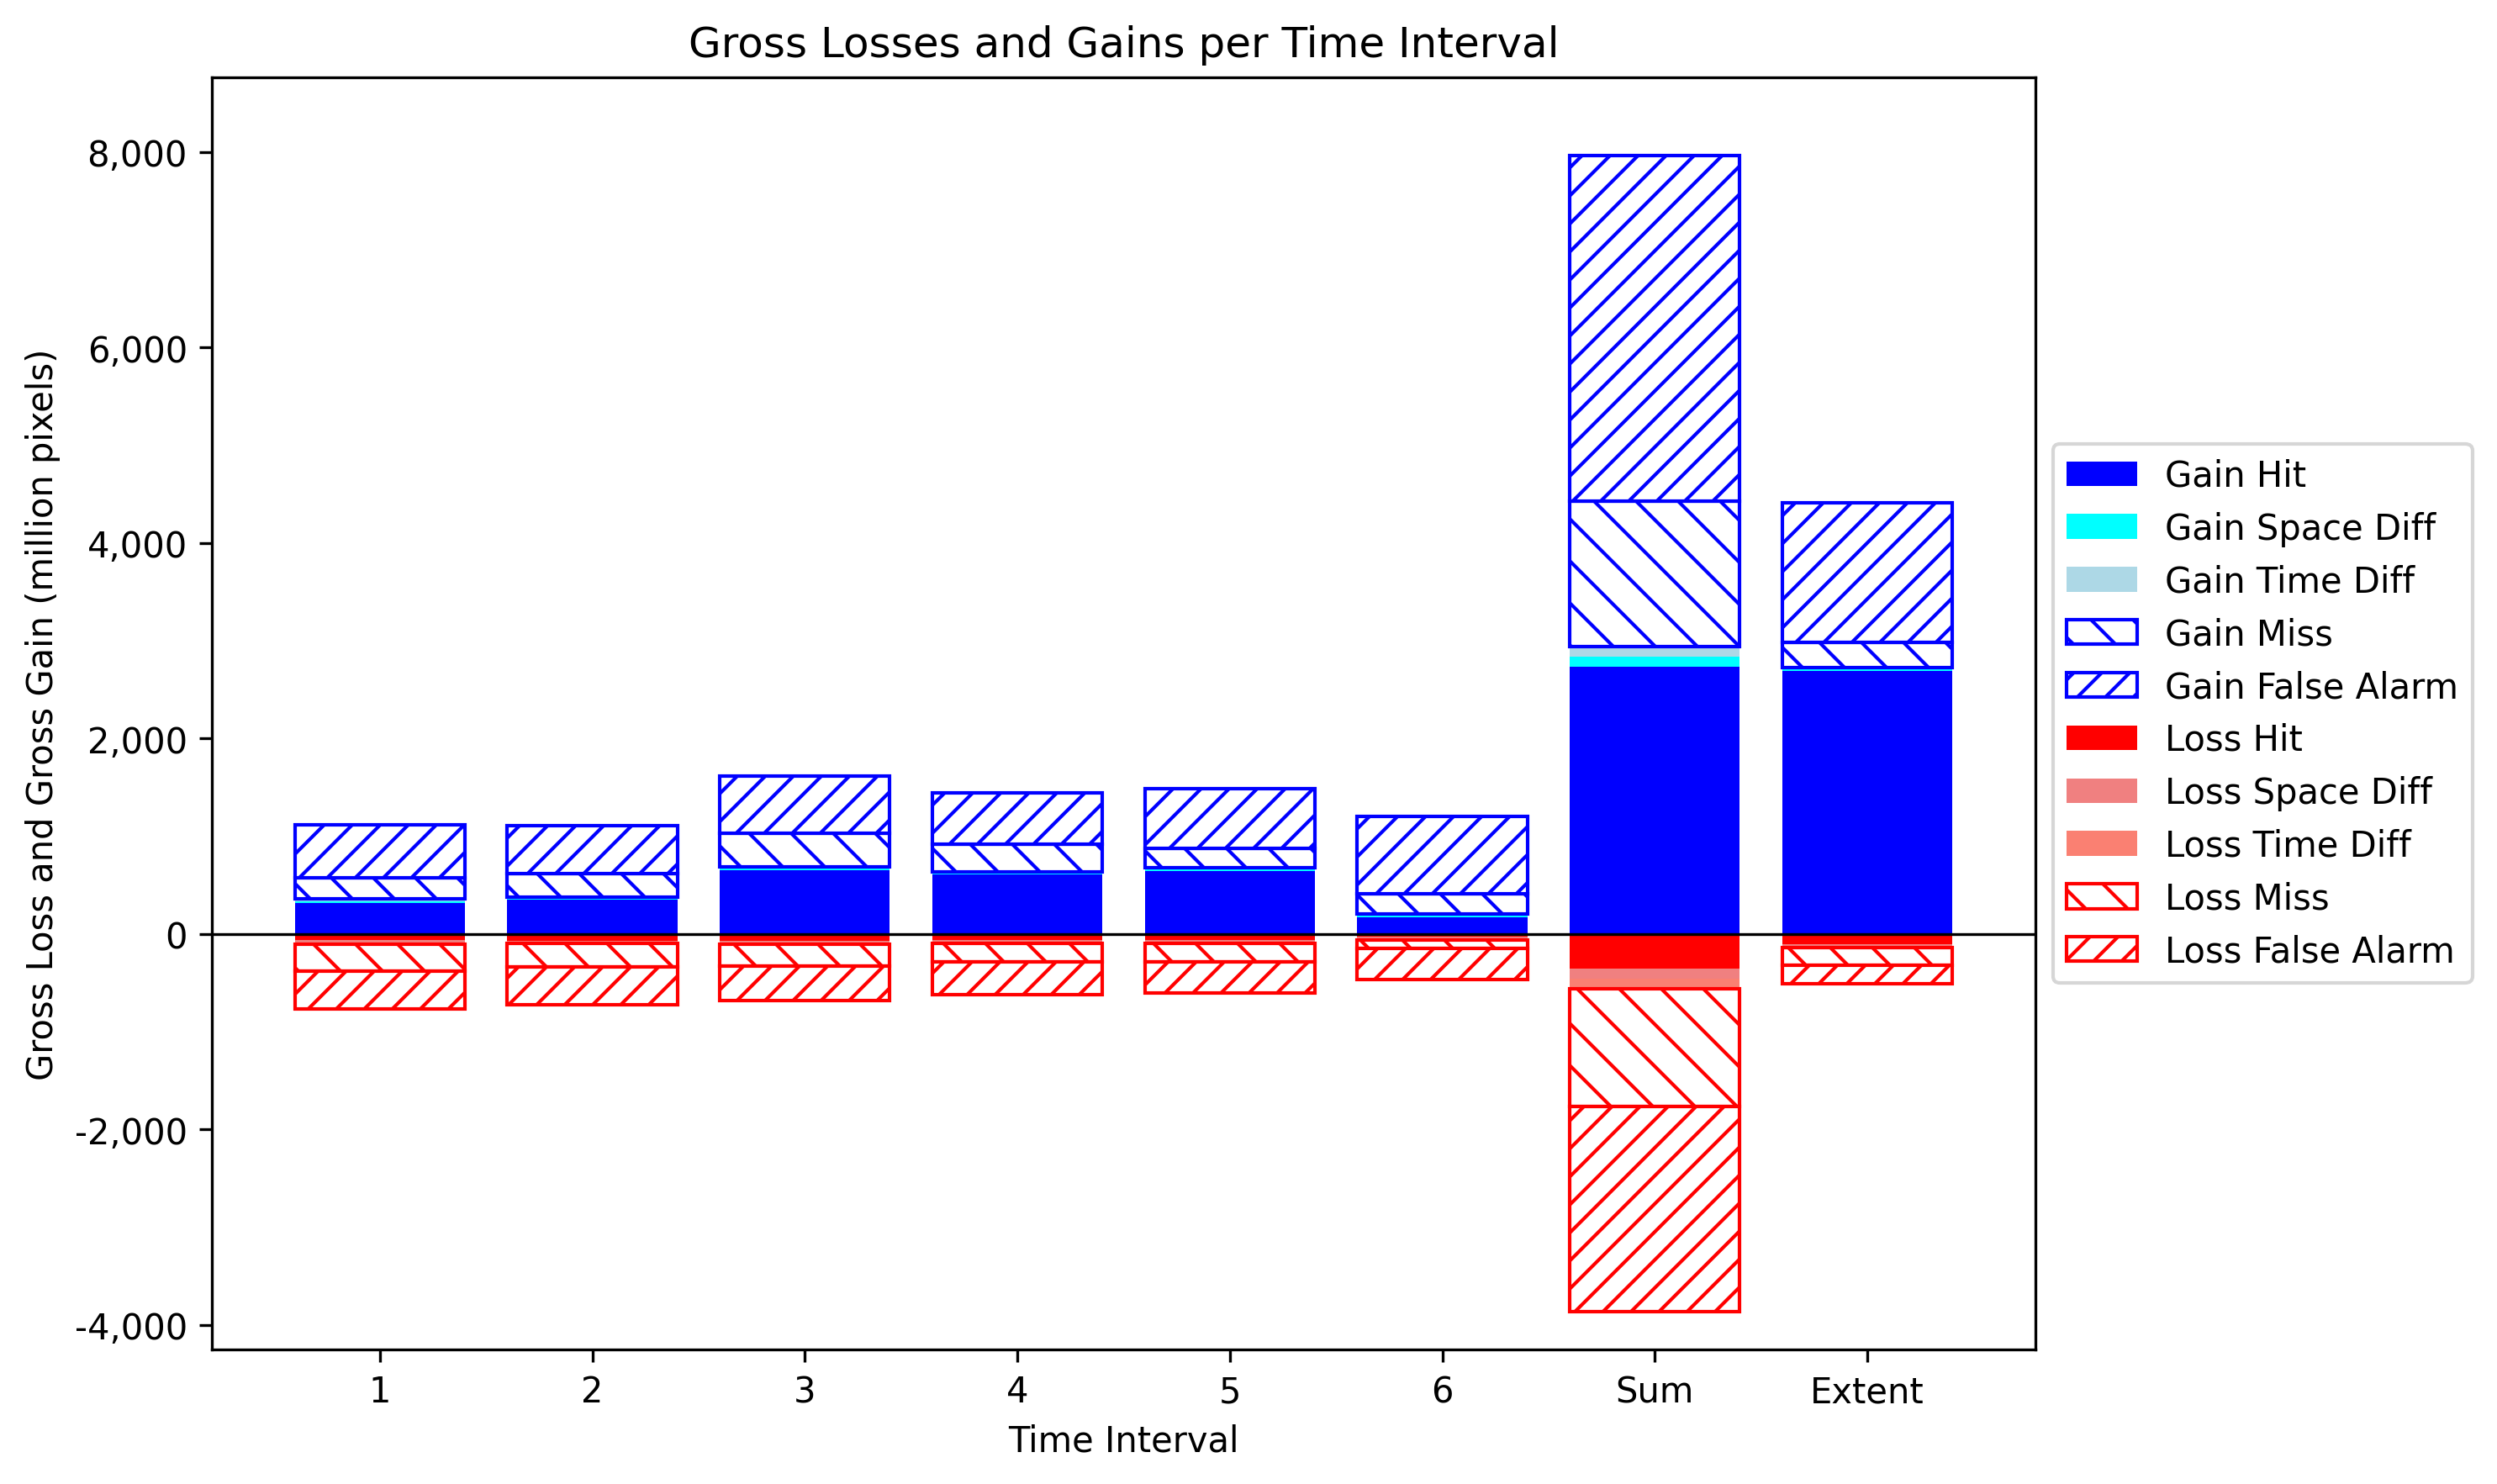 Gross Losses and Gains per Time Interval
Gross Loss and Gross Gain (million pixels)
8,000
6,000
4,000
2,000
0
-2,000
-4,000
1 2 3 4 5 6 Sum Extent
Time Interval
Gain Hit
Gain Space Diff
Gain Time Diff
Gain Miss
Gain False Alarm
Loss Hit
Loss Space Diff
Loss Time Diff
Loss Miss
Loss False Alarm